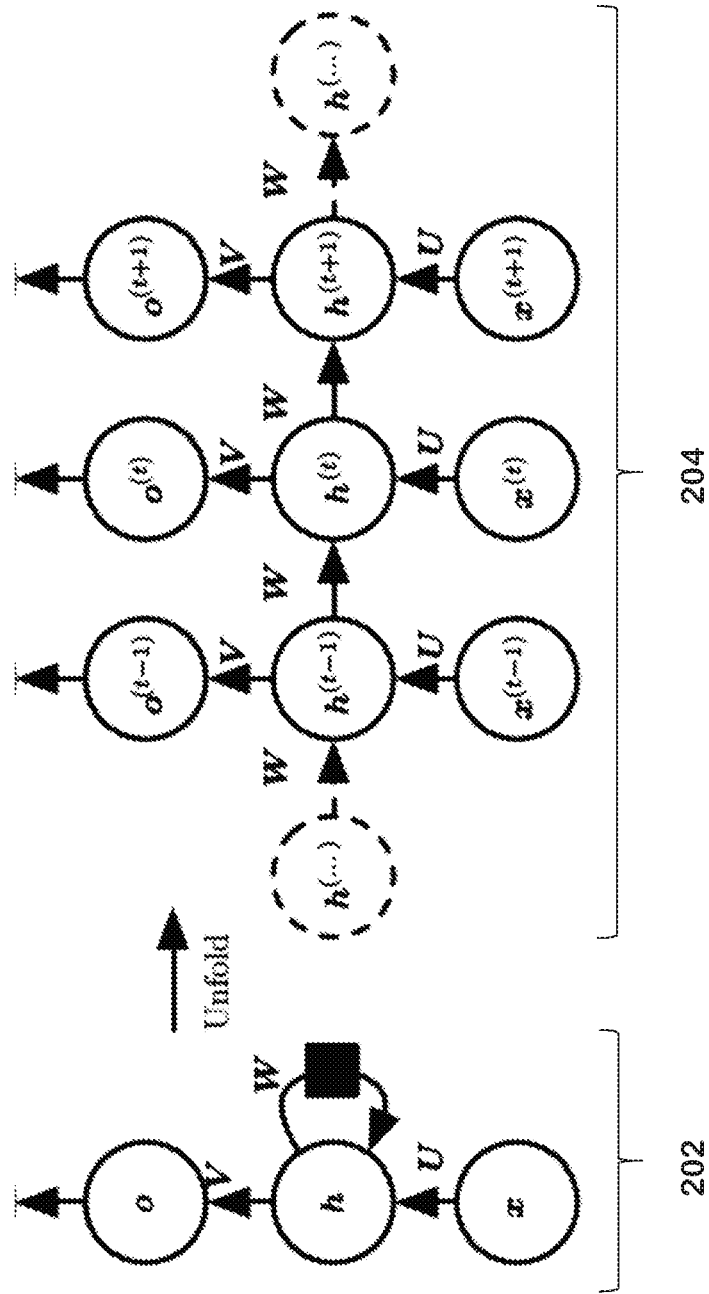 o o^(t−1) o^(t) o^(t+1)
Unfold
V V V V
W W W W W
h h^(...) h^(t−1) h^(t) h^(t+1) h^(...)
U U U U
x x^(t−1) x^(t) x^(t+1)
202 204